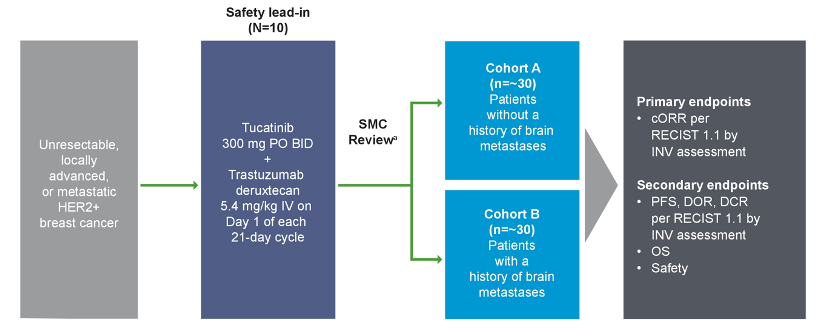 Safety lead-in
(N=10)
Unresectable,
locally
advanced,
or metastatic
HER2+
breast cancer
Tucatinib
300 mg PO BID
+
Trastuzumab
deruxtecan
5.4 mg/kg IV on
Day 1 of each
21-day cycle
SMC
Reviewª
Cohort A
(n=~30)
Patients
without a
history of brain
metastases
Cohort B
(n=~30)
Patients
with a
history of brain
metastases
Primary endpoints
• cORR per
RECIST 1.1 by
INV assessment
Secondary endpoints
• PFS, DOR, DCR
per RECIST 1.1 by
INV assessment
• OS
• Safety